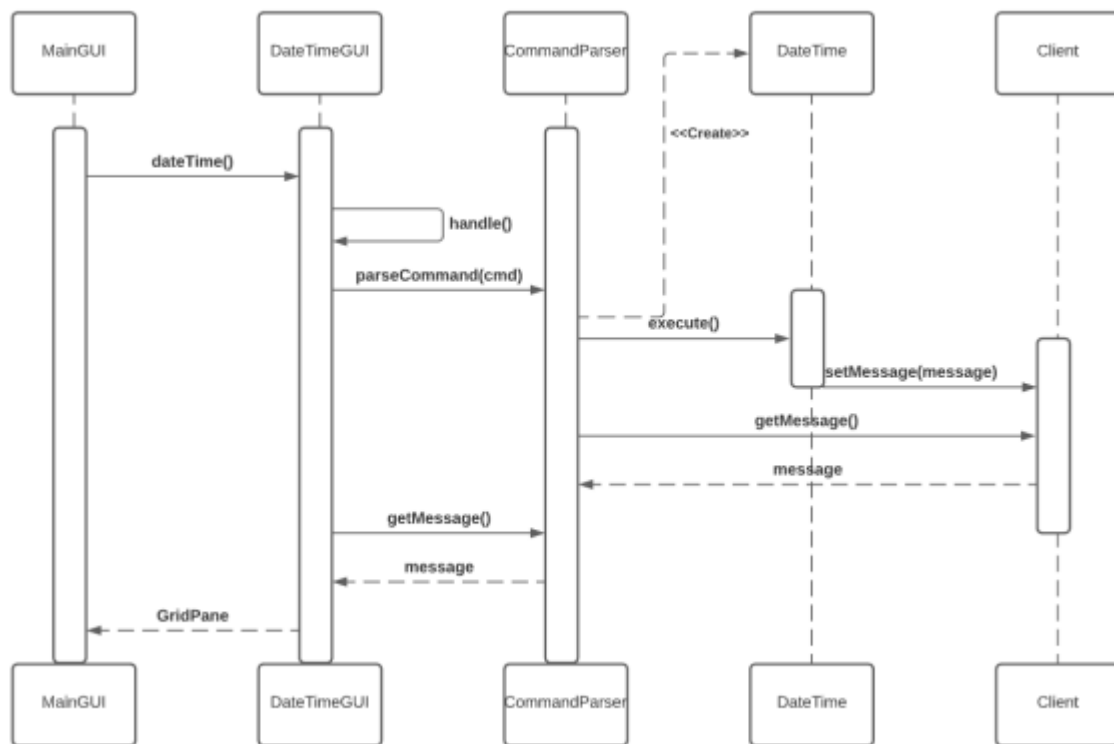 MainGUI
DateTimeGUI
CommandParser
DateTime
Client
<<Create>>
dateTime()
handle()
parseCommand(cmd)
execute()
setMessage(message)
getMessage()
message
getMessage()
message
GridPane
MainGUI
DateTimeGUI
CommandParser
DateTime
Client